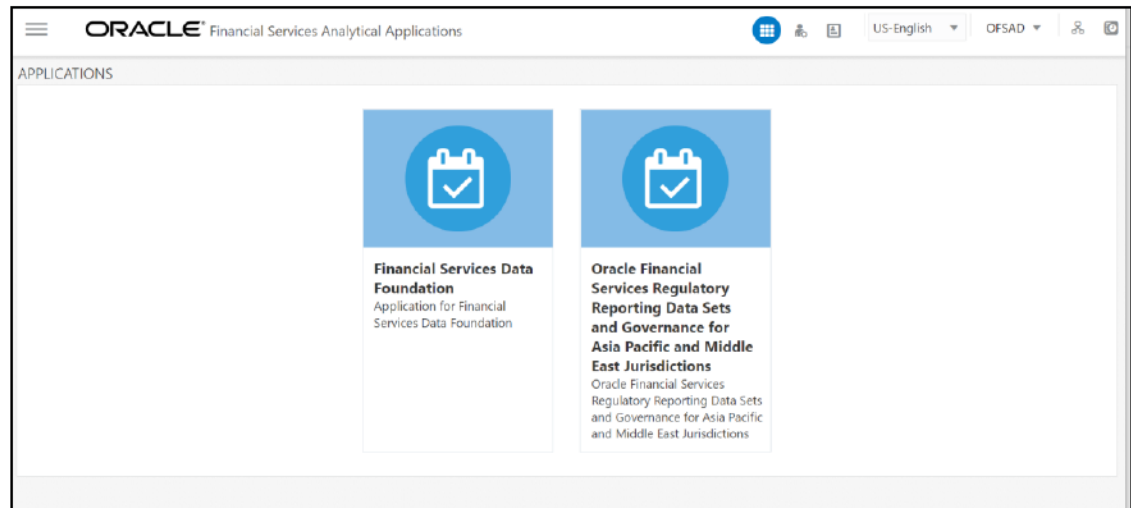 ORACLE® Financial Services Analytical Applications
US-English
OFSAD
APPLICATIONS
Financial Services Data
Foundation
Application for Financial
Services Data Foundation
Oracle Financial
Services Regulatory
Reporting Data Sets
and Governance for
Asia Pacific and Middle
East Jurisdictions
Oracle Financial Services
Regulatory Reporting Data Sets
and Governance for Asia Pacific
and Middle East Jurisdictions